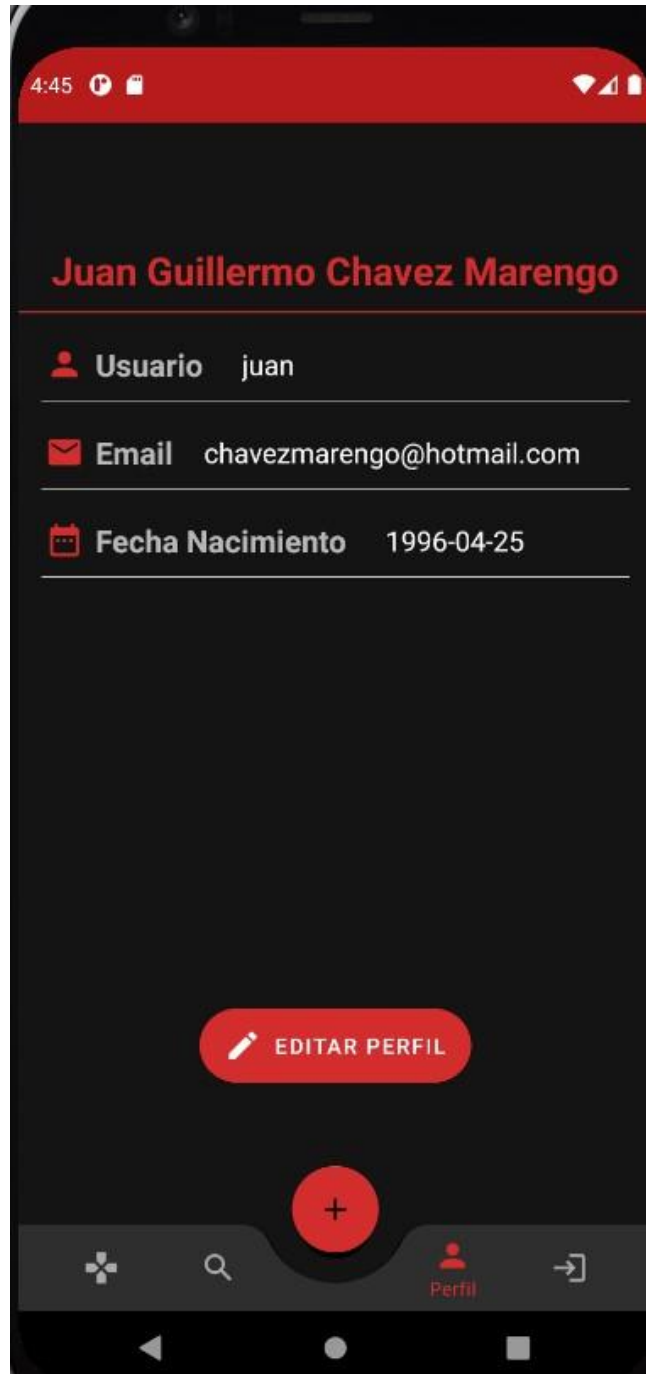 4:45
Juan Guillermo Chavez Marengo
Usuario juan
Email chavezmarengo@hotmail.com
Fecha Nacimiento 1996-04-25
EDITAR PERFIL
Perfil